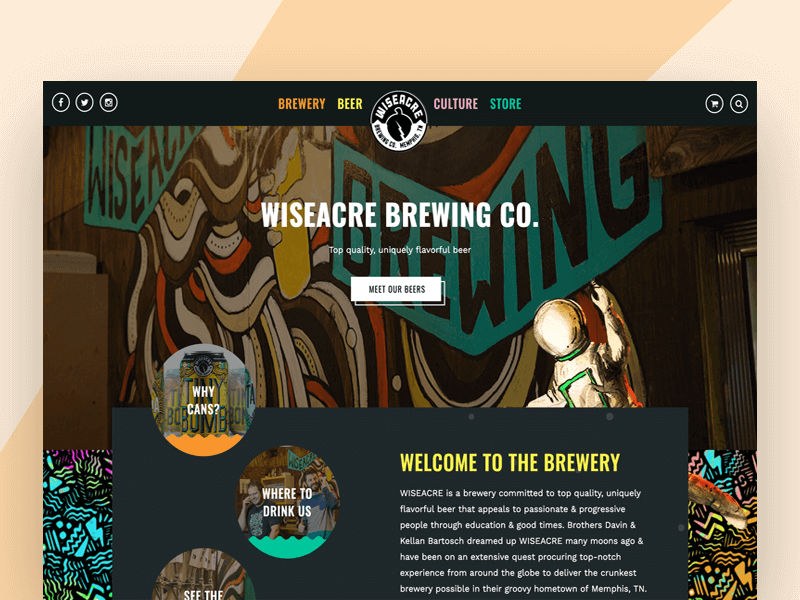 BREWERY BEER CULTURE STORE
WISEACRE
BREWING CO. MEMPHIS, TN
WISEACRE
BREWING
WISEACRE BREWING CO.
Top quality, uniquely flavorful beer
MEET OUR BEERS
WHY
CANS?
BOMB
WHERE TO
DRINK US
SEE THE
WELCOME TO THE BREWERY
WISEACRE is a brewery committed to top quality, uniquely
flavorful beer that appeals to passionate & progressive
people through education & good times. Brothers Davin &
Kellan Bartosch dreamed up WISEACRE many moons ago &
have been on an extensive quest procuring top-notch
experience from around the globe to deliver the crunkest
brewery possible in their groovy hometown of Memphis, TN.